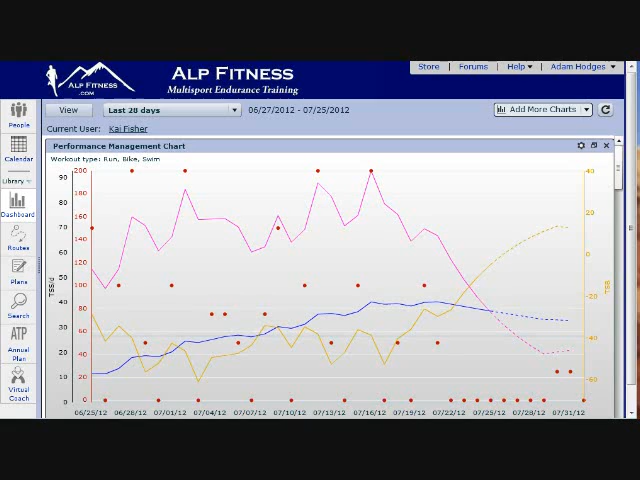 Store | Forums | Help | Adam Hodges
ALP FITNESS
.COM
ALP FITNESS
Multisport Endurance Training
People
Calendar
Library
Dashboard
Routes
Plans
Search
ATP
Annual Plan
Virtual Coach
View
Last 28 days
06/27/2012 - 07/25/2012
Add More Charts
Current User: Kai Fisher
Performance Management Chart
Workout type: Run, Bike, Swim
90
80
70
60
50
40
30
20
10
0
TSS/d
200
180
160
140
120
100
80
60
40
20
0
40
20
0
-20
-40
-60
TSB
06/25/12 06/28/12 07/01/12 07/04/12 07/07/12 07/10/12 07/13/12 07/16/12 07/19/12 07/22/12 07/25/12 07/28/12 07/31/12